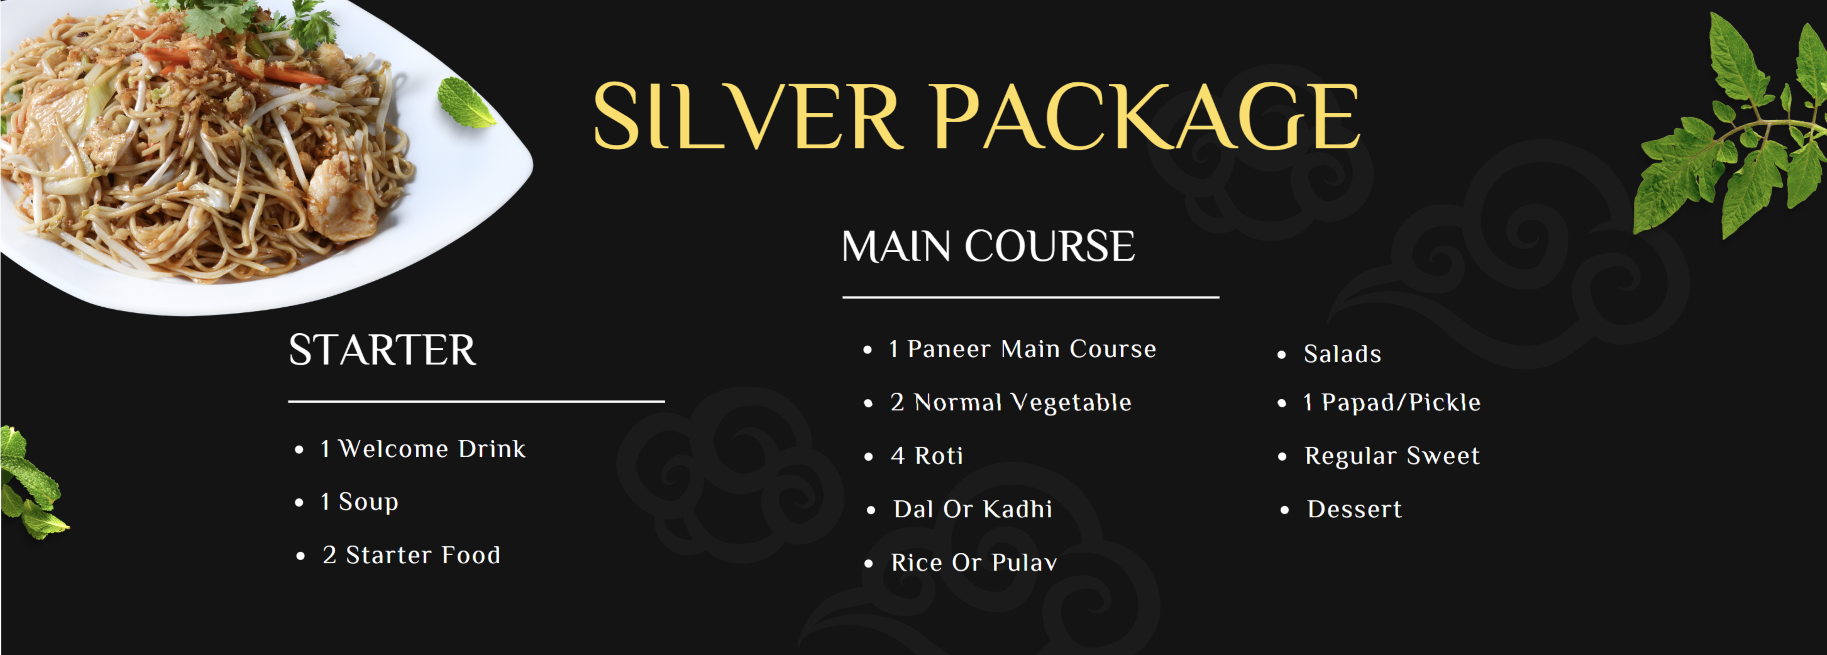 SILVER PACKAGE
STARTER
• 1 Welcome Drink
• 1 Soup
• 2 Starter Food
MAIN COURSE
• 1 Paneer Main Course
• 2 Normal Vegetable
• 4 Roti
• Dal Or Kadhi
• Rice Or Pulav
• Salads
• 1 Papad/Pickle
• Regular Sweet
• Dessert